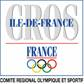 ILE-DE-FRANCE
CROS
FRANCE
COMITE REGIONAL OLYMPIQUE ET SPORTIF